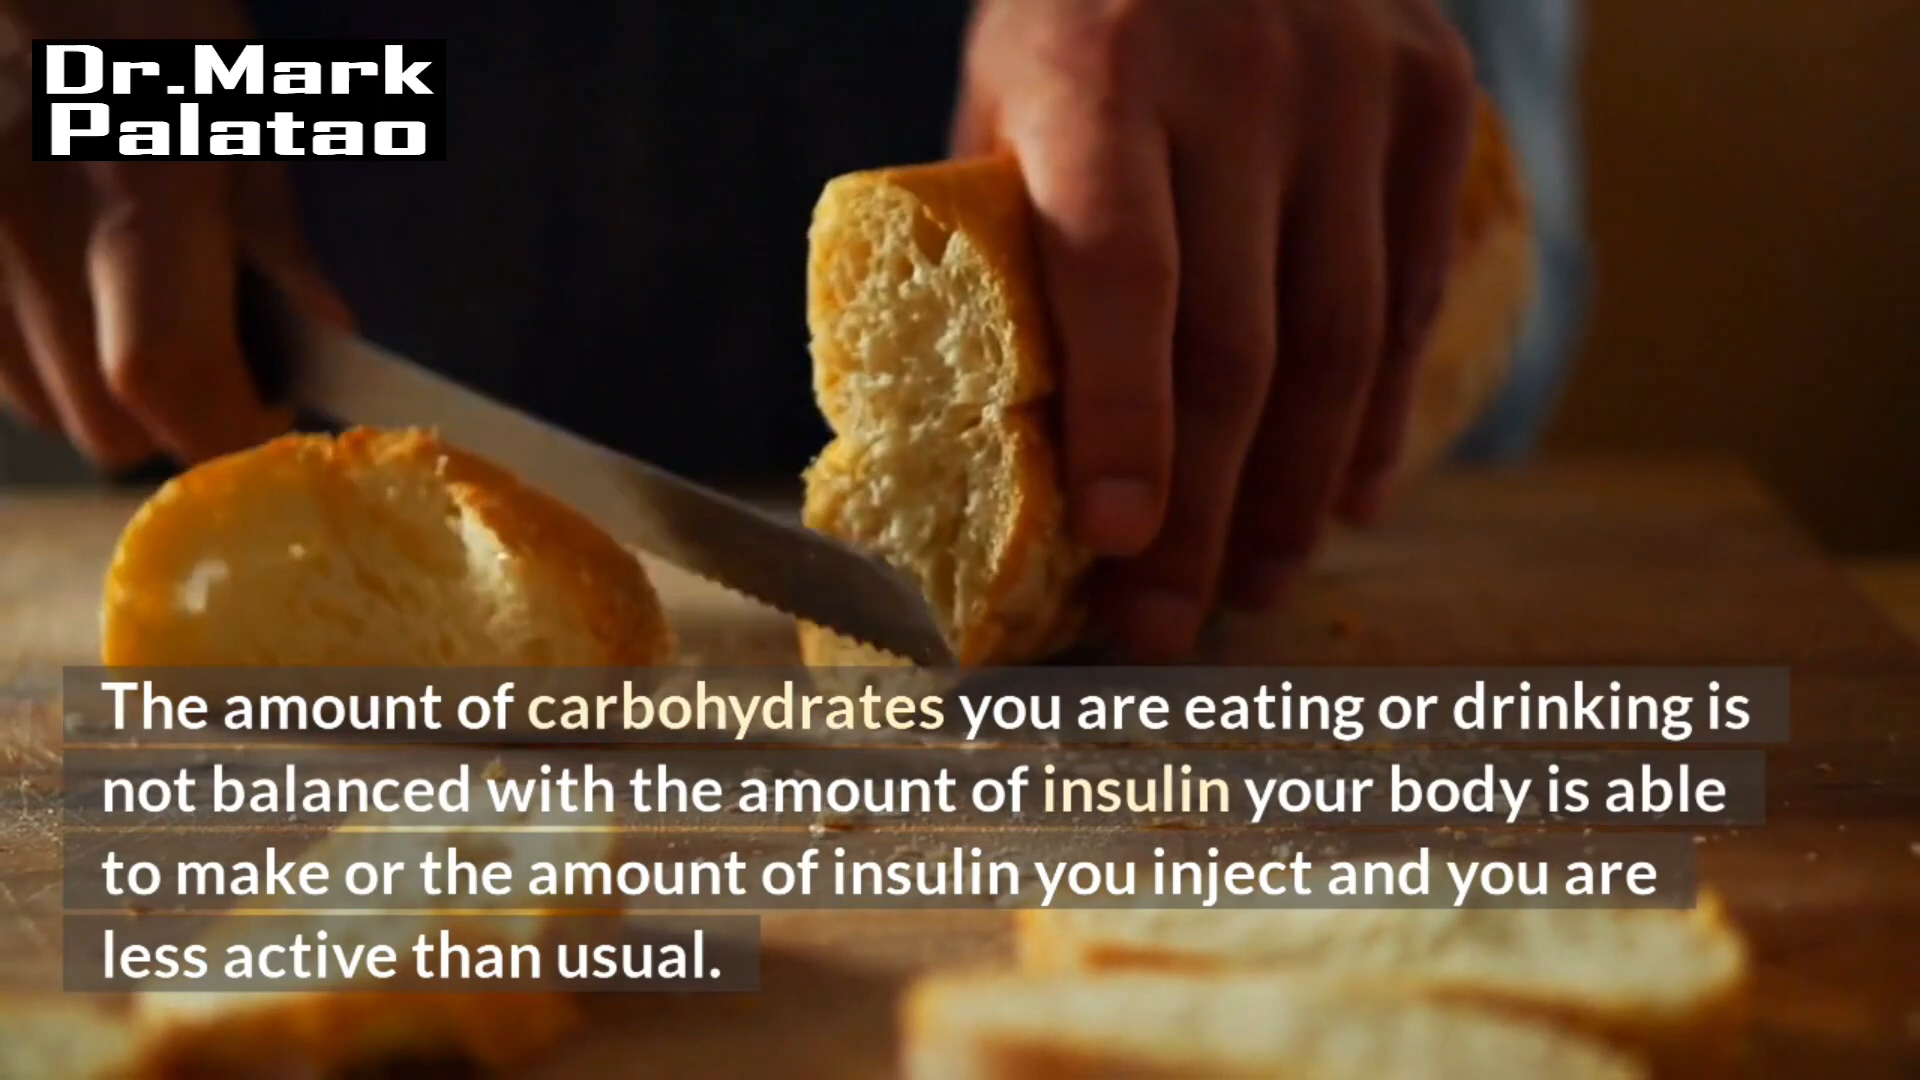 Dr.Mark
Palatao
The amount of carbohydrates you are eating or drinking is
not balanced with the amount of insulin your body is able
to make or the amount of insulin you inject and you are
less active than usual.